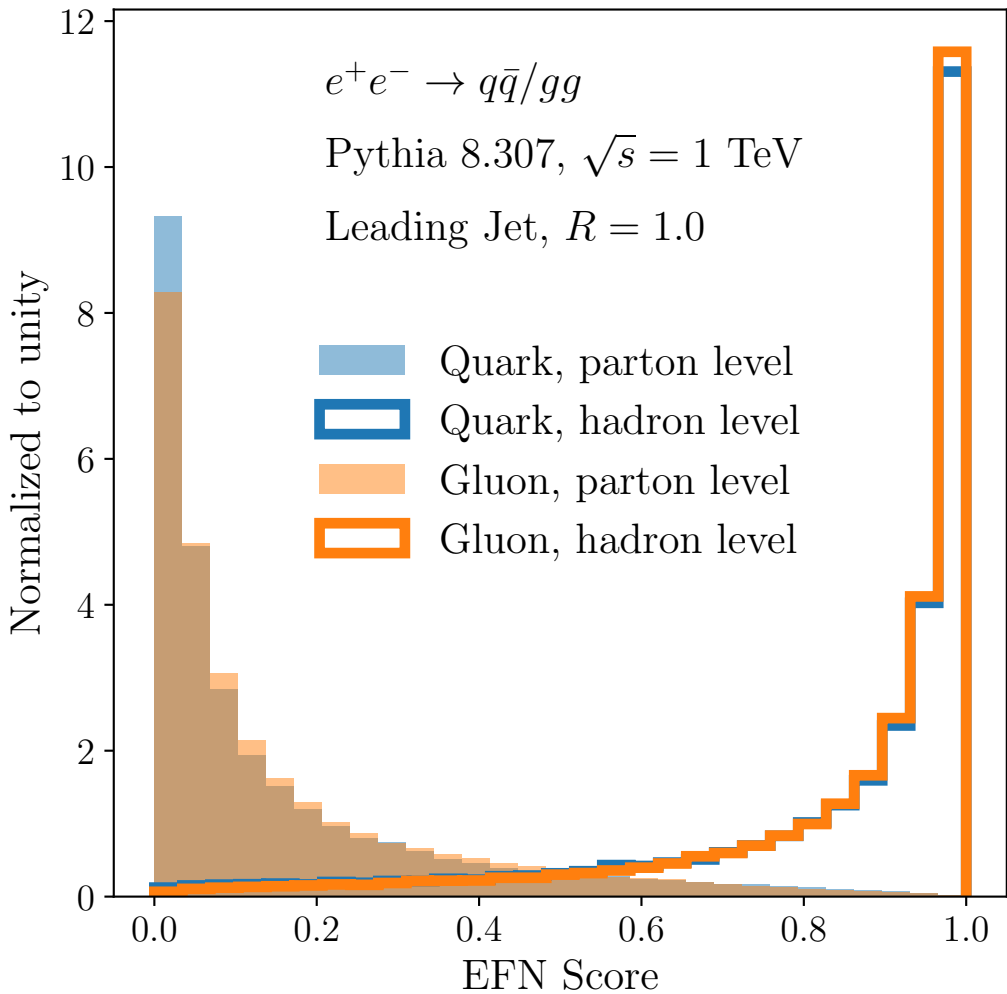 12
10
8
6
4
2
0
Normalized to unity
e⁺e⁻ → qq̄/gg
Pythia 8.307, √s = 1 TeV
Leading Jet, R = 1.0
Quark, parton level
Quark, hadron level
Gluon, parton level
Gluon, hadron level
0.0 0.2 0.4 0.6 0.8 1.0
EFN Score